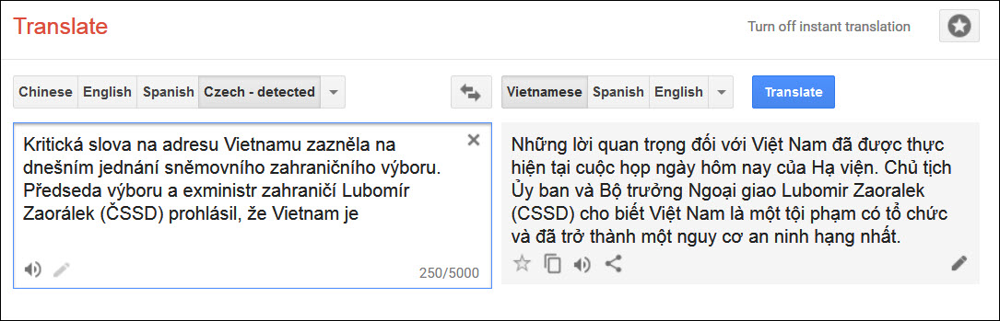 Translate
Turn off instant translation
Chinese English Spanish Czech - detected
Vietnamese Spanish English Translate
Kritická slova na adresu Vietnamu zazněla na
dnešním jednání sněmovního zahraničního výboru.
Předseda výboru a exministr zahraničí Lubomír
Zaorálek (ČSSD) prohlásil, že Vietnam je
250/5000
Những lời quan trọng đối với Việt Nam đã được thực
hiện tại cuộc họp ngày hôm nay của Hạ viện. Chủ tịch
Ủy ban và Bộ trưởng Ngoại giao Lubomir Zaoralek
(CSSD) cho biết Việt Nam là một tội phạm có tổ chức
và đã trở thành một nguy cơ an ninh hạng nhất.